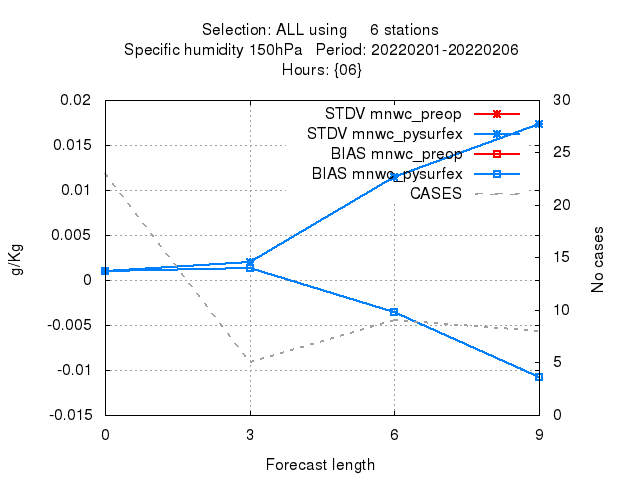 Selection: ALL using     6 stations
Specific humidity 150hPa   Period: 20220201-20220206
Hours: {06}
0.02
0.015
0.01
0.005
0
-0.005
-0.01
-0.015
g/Kg
STDV mnwc_preop
STDV mnwc_pysurfex
BIAS mnwc_preop
BIAS mnwc_pysurfex
CASES
30
25
20
15
10
5
0
No cases
0 3 6 9
Forecast length